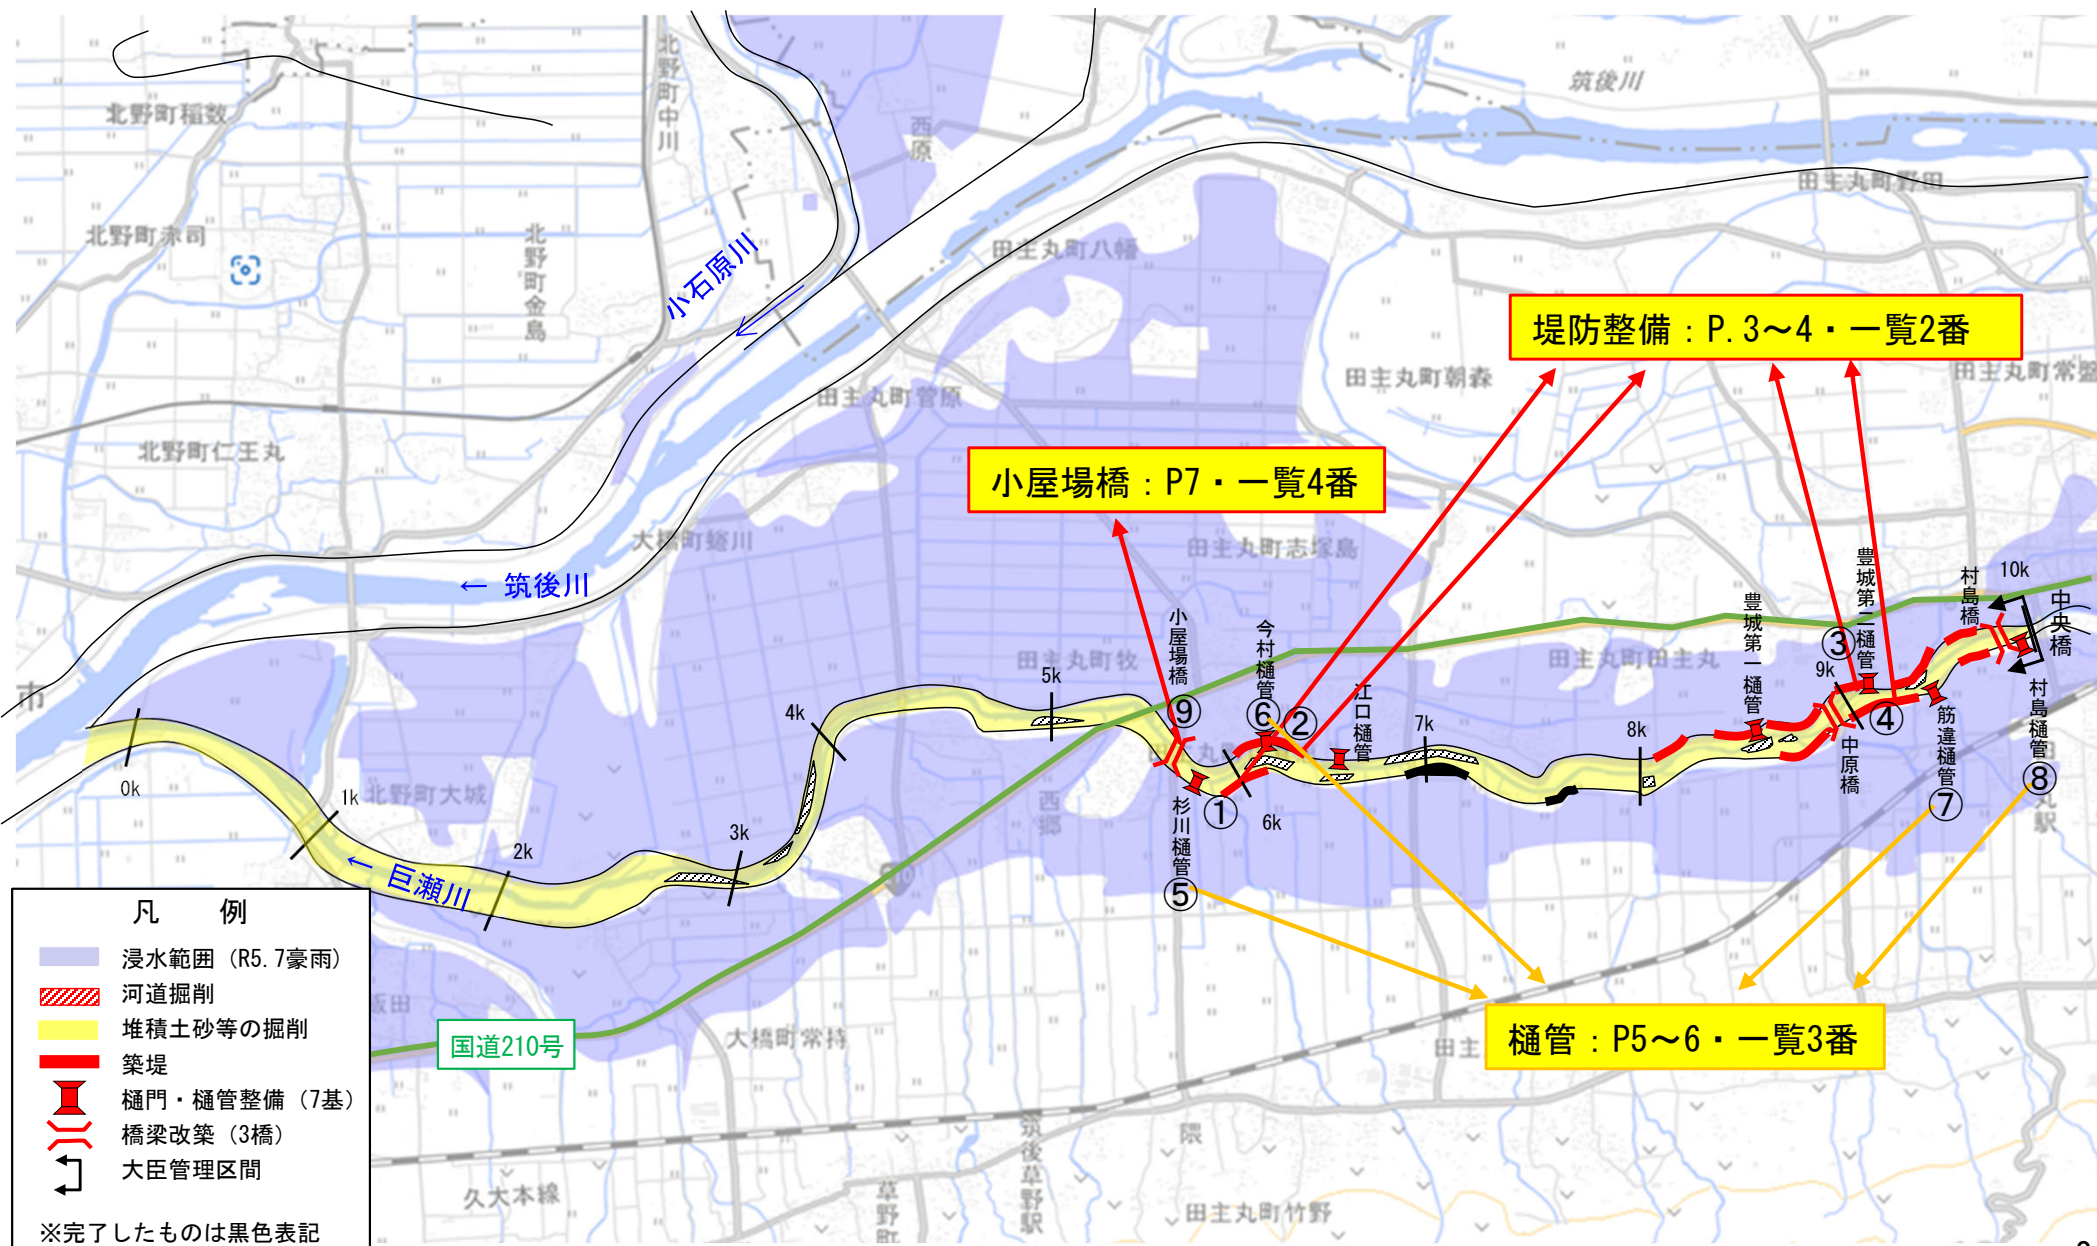 筑後川
北野町稲数
北野町中川
西原
田主丸町野田
北野町赤司
北野町金島
小石原川
田主丸町八幡
堤防整備：P.3～4・一覧2番
田主丸町菅原
田主丸町朝森
田主丸町常盤
北野町仁王丸
小屋場橋：P7・一覧4番
大橋町蜷川
田主丸町志塚島
← 筑後川
小屋場橋
今村樋管
江口樋管
豊城第一樋管
豊城第二樋管
村島橋
10k
中央橋
田主丸町牧
田主丸町田主丸
市
0k
1k
2k
3k
4k
5k
6k
7k
8k
9k
⑨
⑥
②
③
④
①
⑤
⑦
⑧
杉川樋管
中原橋
筋違樋管
村島樋管
丸駅
西郷
北野町大城
← 巨瀬川
国道210号
大橋町常持
樋管：P5～6・一覧3番
凡　例
浸水範囲（R5.7豪雨）
河道掘削
堆積土砂等の掘削
築堤
樋門・樋管整備（7基）
橋梁改築（3橋）
大臣管理区間
※完了したものは黒色表記
久大本線
草野町
筑後草野駅
隈
田主丸町竹野